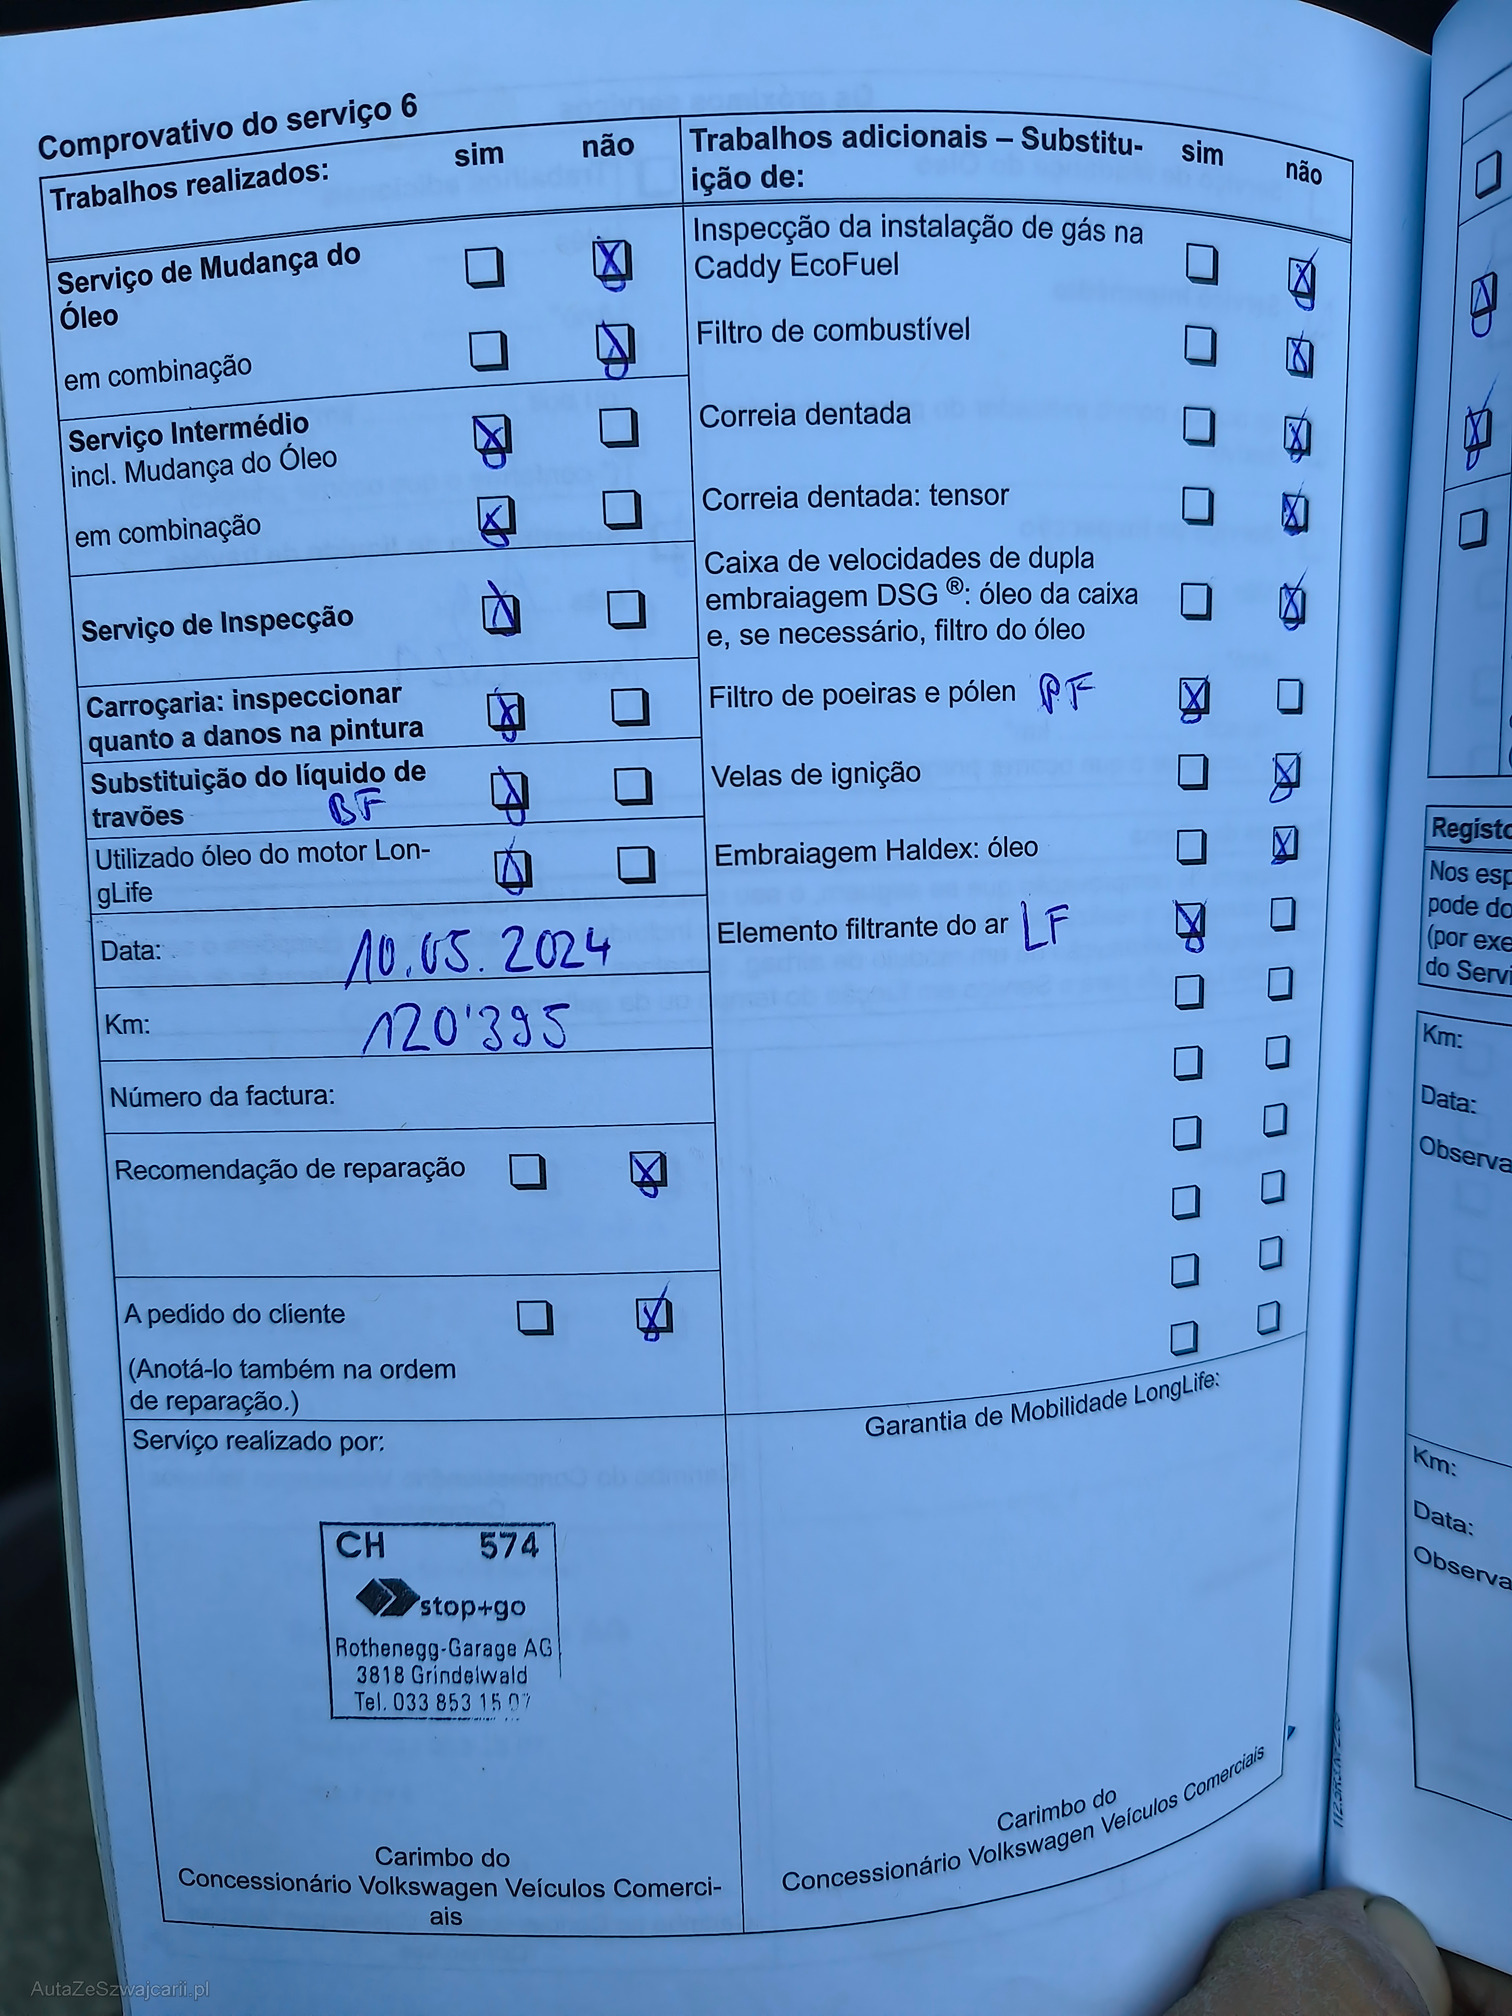 Comprovativo do serviço 6
Trabalhos realizados:
sim
não
Serviço de Mudança do
Óleo
em combinação
Serviço Intermédio
incl. Mudança do Óleo
em combinação
Serviço de Inspecção
Carroçaria: inspeccionar
quanto a danos na pintura
Substituição do líquido de
travões BF
Utilizado óleo do motor Lon-
gLife
Data: 10.05.2024
Km: 120'395
Número da factura:
Recomendação de reparação
A pedido do cliente
(Anotá-lo também na ordem
de reparação.)
Serviço realizado por:
CH 574
stop+go
Rothenegg-Garage AG
3818 Grindelwald
Tel. 033 853 15 07
Carimbo do
Concessionário Volkswagen Veículos Comerci-
ais
Trabalhos adicionais – Substitu-
ição de:
sim
não
Inspecção da instalação de gás na
Caddy EcoFuel
Filtro de combustível
Correia dentada
Correia dentada: tensor
Caixa de velocidades de dupla
embraiagem DSG ®: óleo da caixa
e, se necessário, filtro do óleo
Filtro de poeiras e pólen PF
Velas de ignição
Embraiagem Haldex: óleo
Elemento filtrante do ar LF
Garantia de Mobilidade LongLife:
Carimbo do
Concessionário Volkswagen Veículos Comerciais
Registo
Nos esp
pode do
(por exe
do Servi
Km:
Data:
Observa
Km:
Data:
Observa
AutaZeSzwajcarii.pl